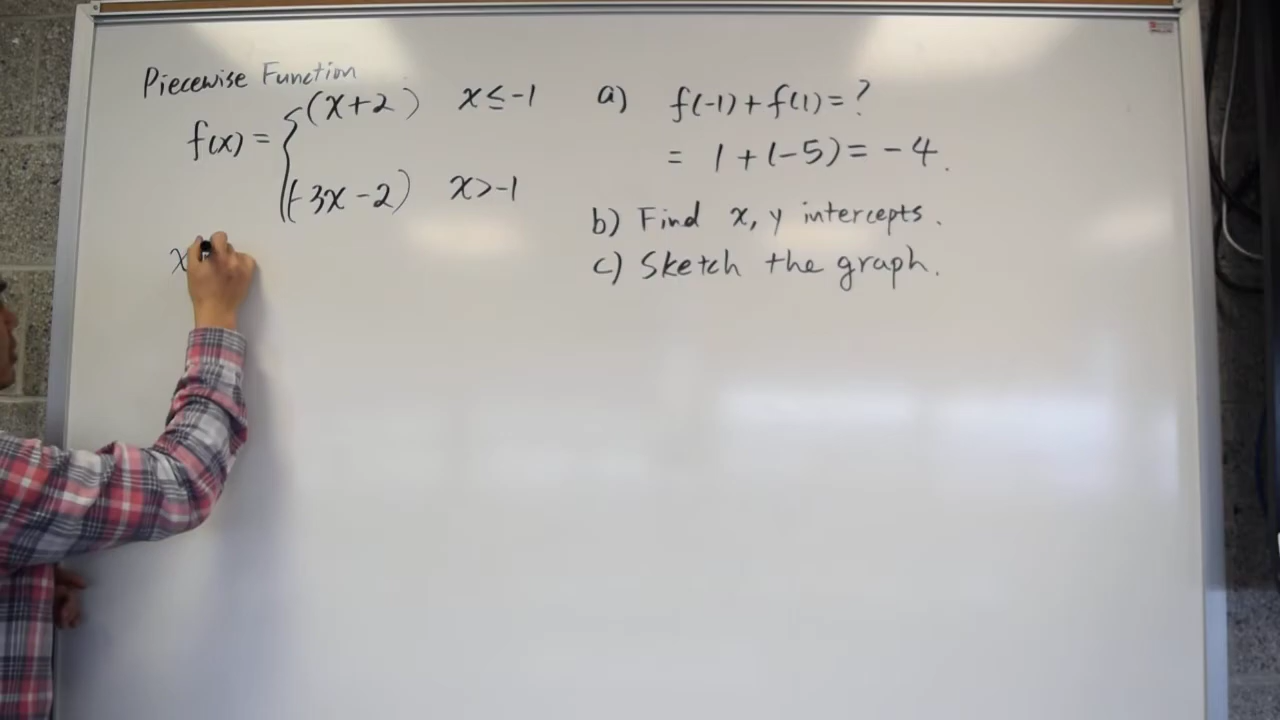 Piecewise Function
f(x) = { (x+2) x ≤ -1
(-3x - 2) x > -1
x
a) f(-1) + f(1) = ?
= 1 + (-5) = -4.
b) Find x, y intercepts.
c) Sketch the graph.